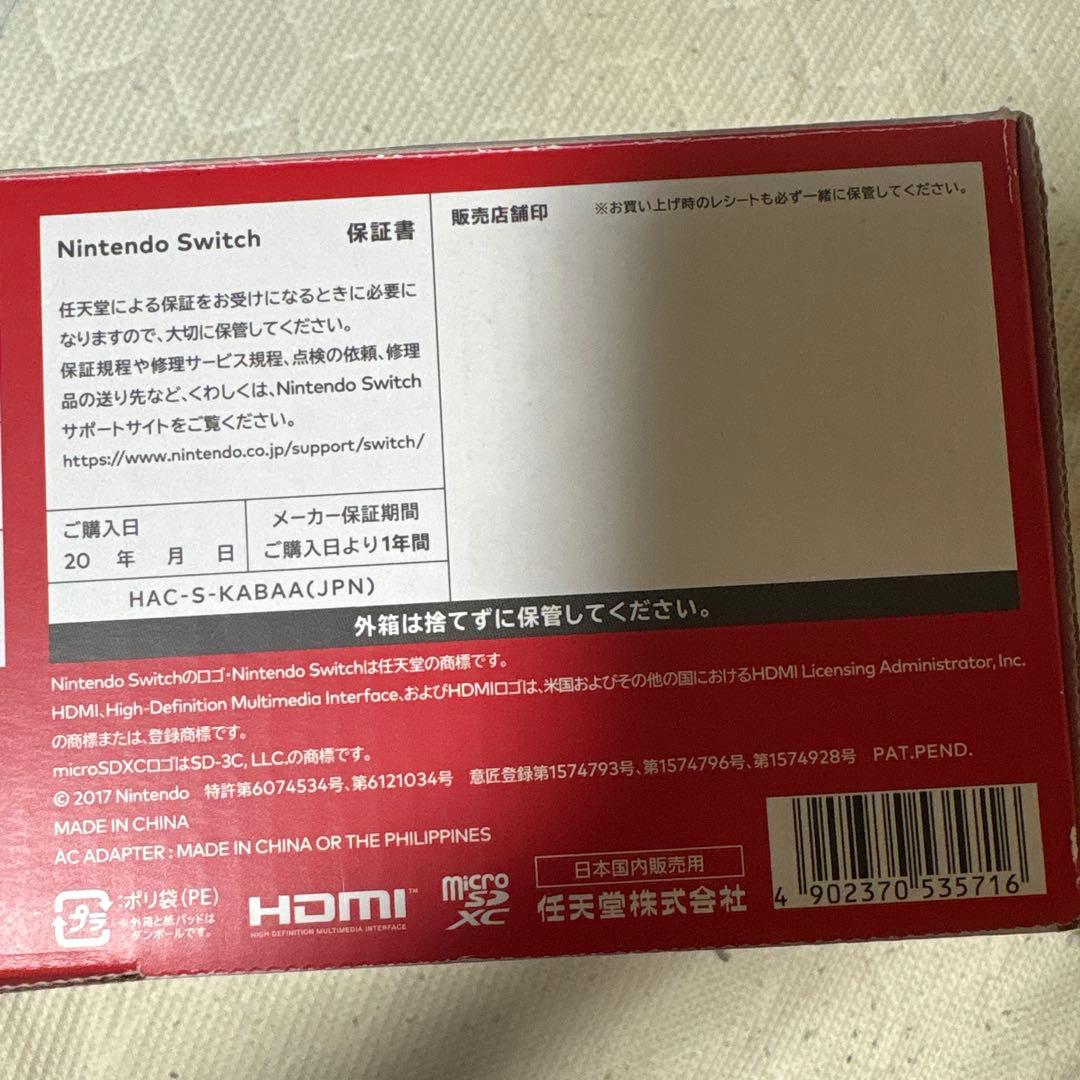 Nintendo Switch 保証書
任天堂による保証をお受けになるときに必要に
なりますので、大切に保管してください。
保証規程や修理サービス規程、点検の依頼、修理
品の送り先など、くわしくは、Nintendo Switch
サポートサイトをご覧ください。
https://www.nintendo.co.jp/support/switch/
ご購入日
20 年 月 日
メーカー保証期間
ご購入日より1年間
HAC-S-KABAA(JPN)
販売店舗印
※お買い上げ時のレシートも必ず一緒に保管してください。
外箱は捨てずに保管してください。
Nintendo Switchのロゴ・Nintendo Switchは任天堂の商標です。
HDMI、High-Definition Multimedia Interface、およびHDMIロゴは、米国およびその他の国におけるHDMI Licensing Administrator, Inc.
の商標または、登録商標です。
microSDXCロゴはSD-3C, LLC.の商標です。
© 2017 Nintendo 特許第6074534号、第6121034号 意匠登録第1574793号、第1574796号、第1574928号 PAT.PEND.
MADE IN CHINA
AC ADAPTER : MADE IN CHINA OR THE PHILIPPINES
プラ
:ポリ袋(PE)
※外箱と紙パッドは
ダンボールです。
HDMI™
HIGH-DEFINITION MULTIMEDIA INTERFACE
micro
SD
XC
日本国内販売用
任天堂株式会社
4 902370 535716